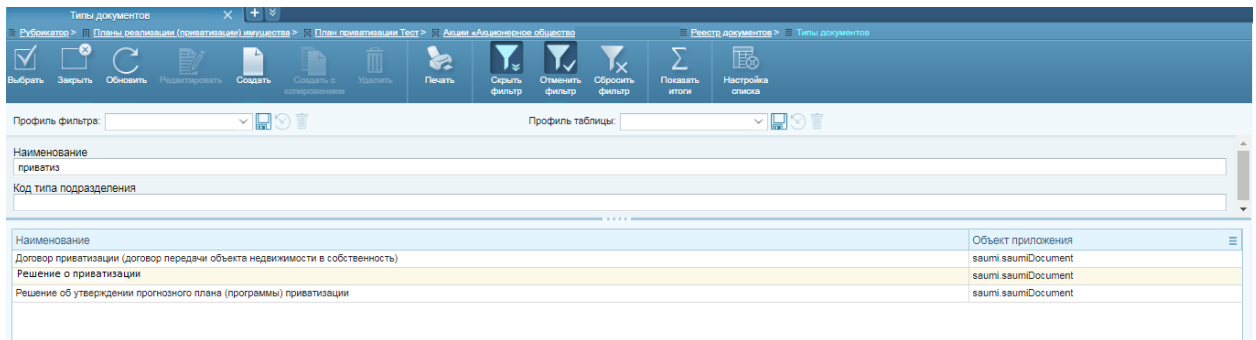 Типы документов
Рубрикатор > Планы реализации (приватизации) имущества > План приватизации Тест > Акции «Акционерное общество Реестр документов > Типы документов
Выбрать Закрыть Обновить Редактировать Создать Создать с копированием Удалить Печать Скрыть фильтр Отменить фильтр Сбросить фильтр Показать итоги Настройка списка
Профиль фильтра: Профиль таблицы:
Наименование
приватиз
Код типа подразделения
Наименование Объект приложения
Договор приватизации (договор передачи объекта недвижимости в собственность) saumi.saumiDocument
Решение о приватизации saumi.saumiDocument
Решение об утверждении прогнозного плана (программы) приватизации saumi.saumiDocument